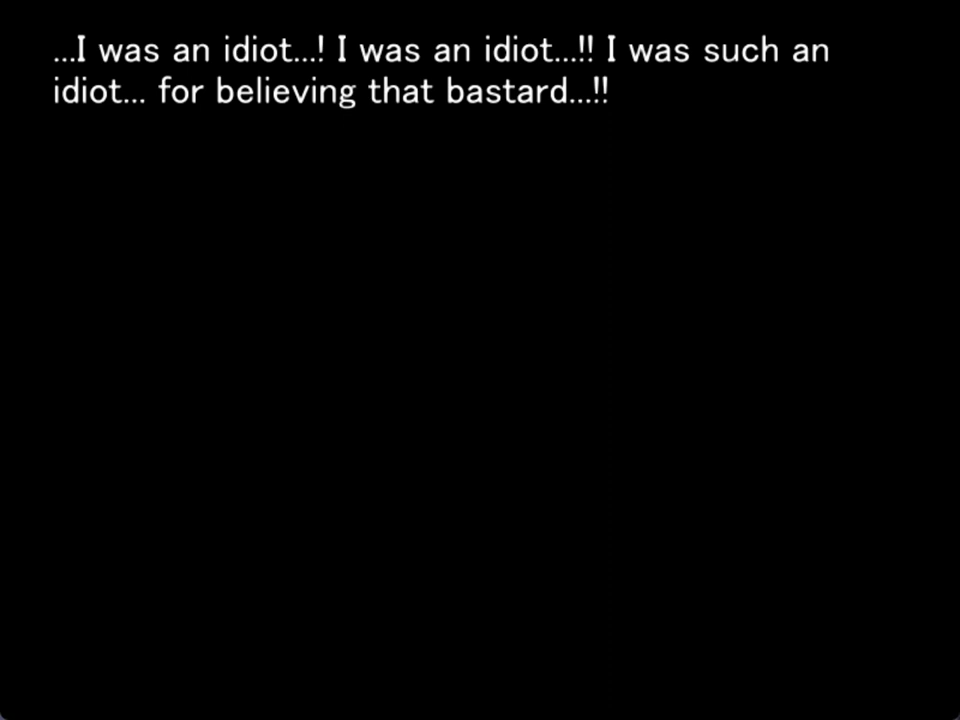 ...I was an idiot...! I was an idiot...!! I was such an
idiot... for believing that bastard...!!